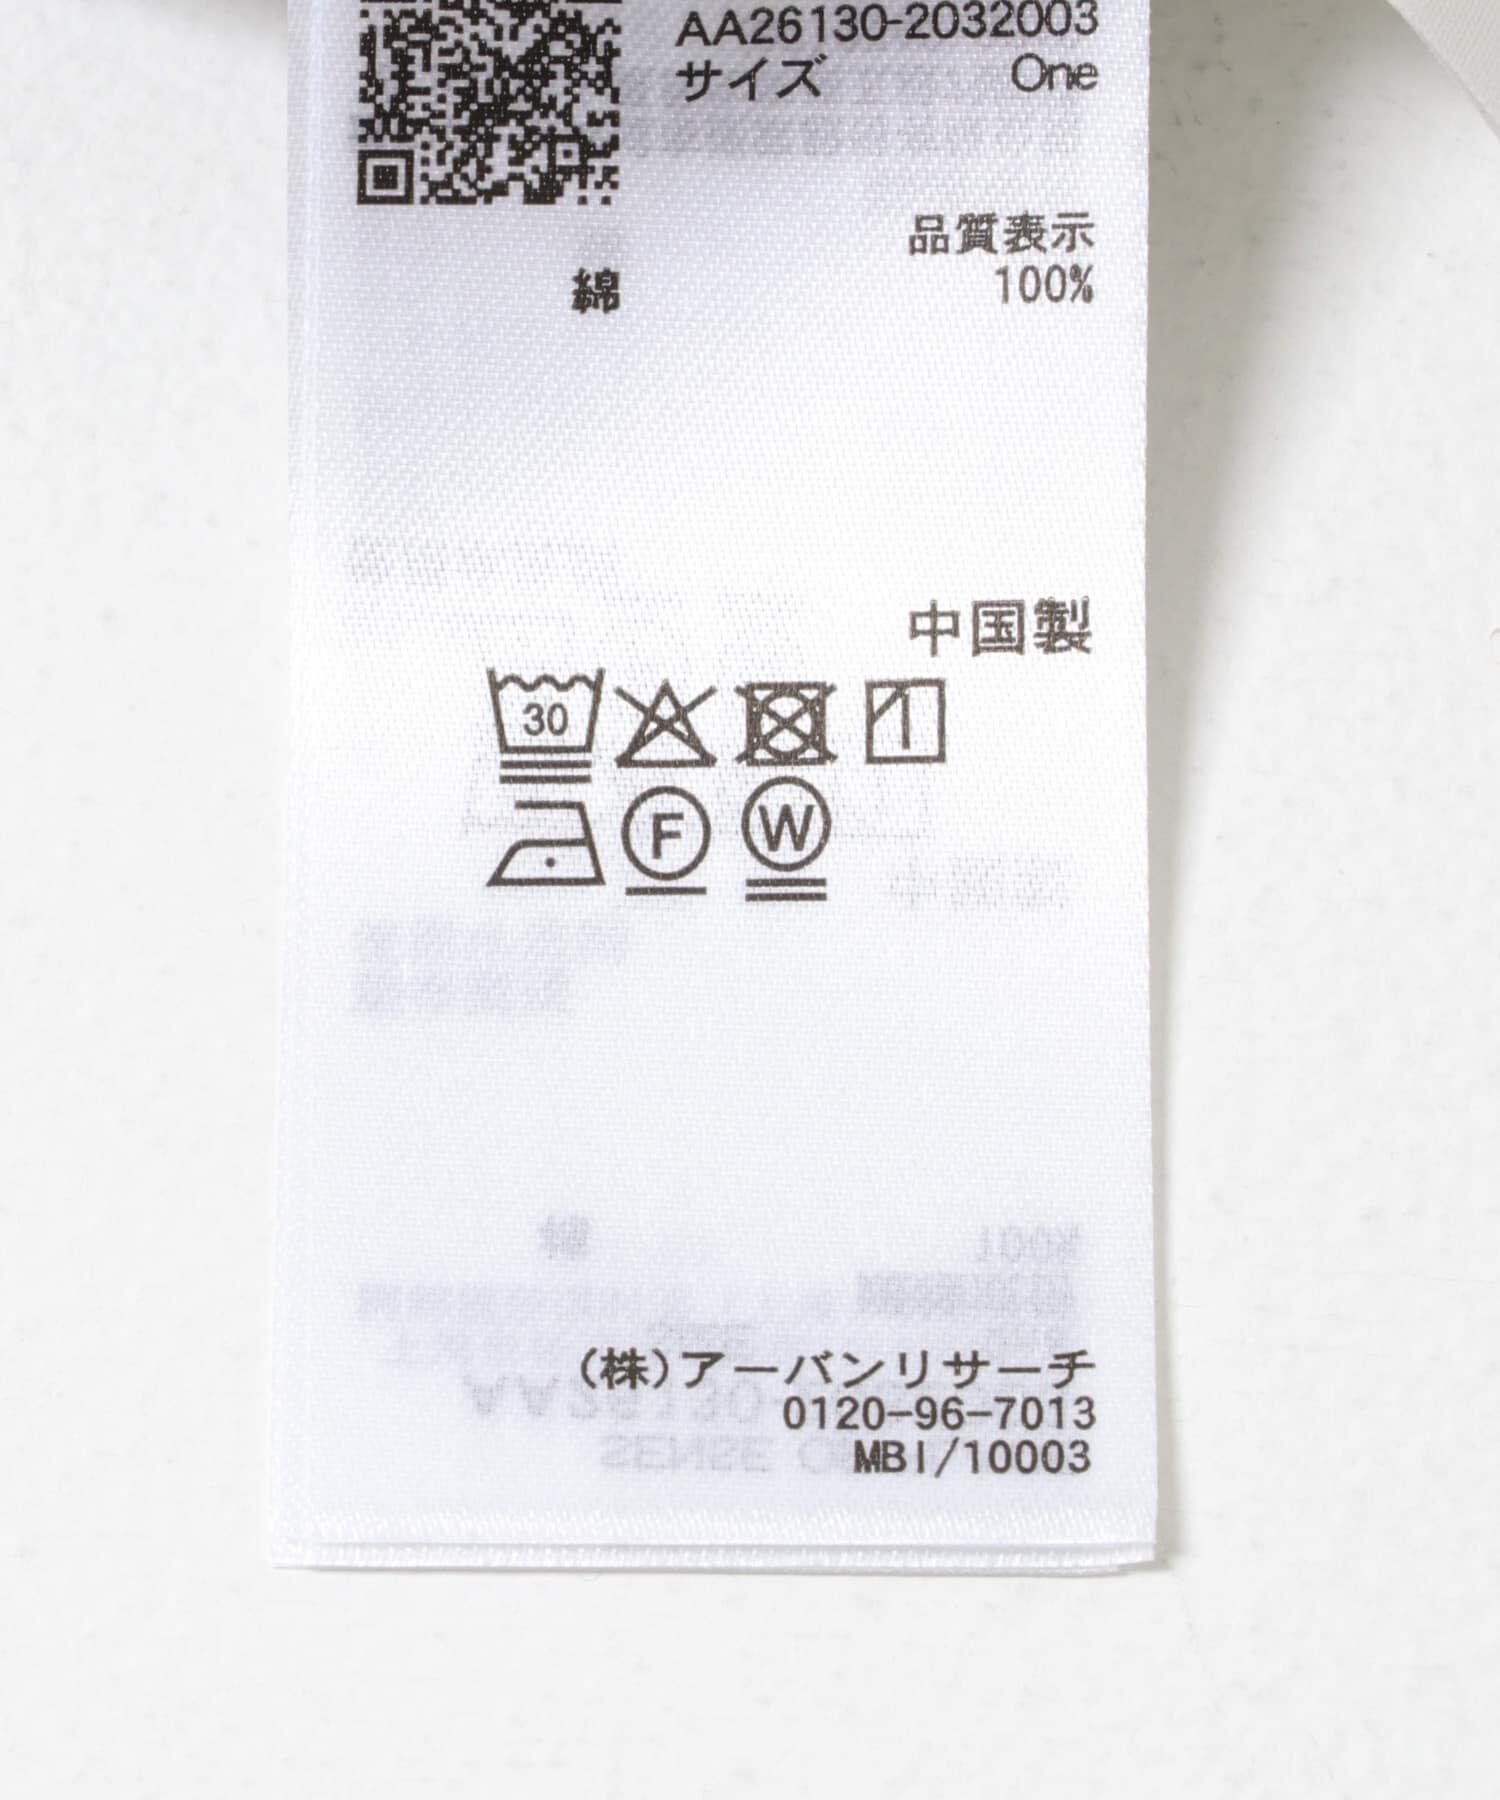 AA26130-2032003
サイズ One
品質表示
綿 100%
中国製
30
F W
(株)アーバンリサーチ
0120-96-7013
MBI/10003